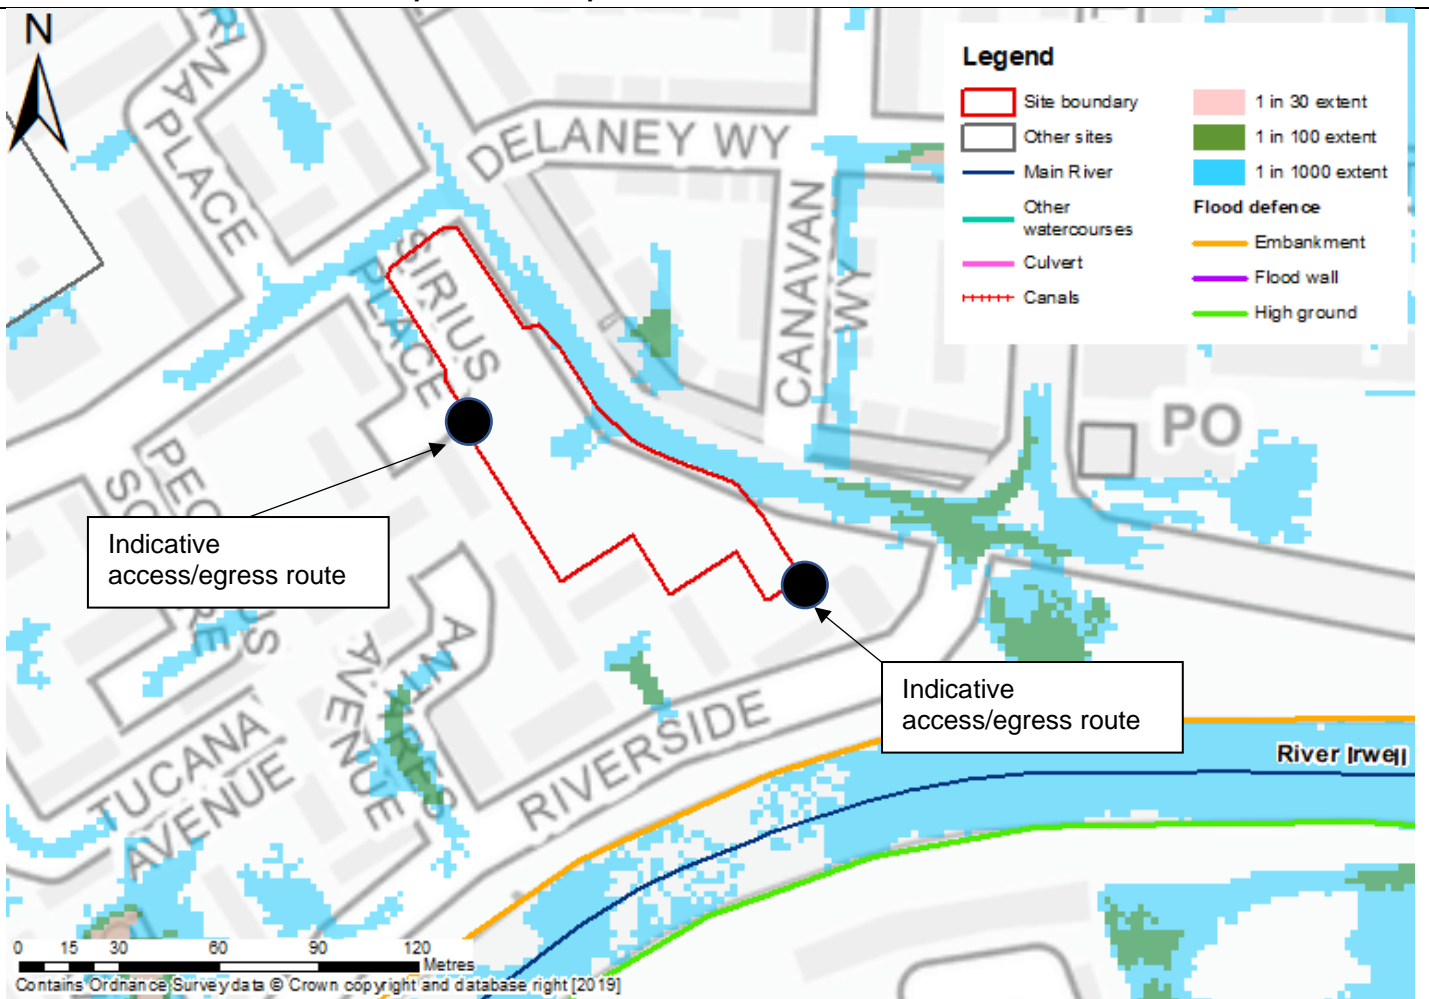 N
RINA
PLACE
DELANEY WY
CANAVAN
WY
SIRIUS
PLACE
PO
Legend
Site boundary
Other sites
Main River
Other
watercourses
Culvert
Canals
1 in 30 extent
1 in 100 extent
1 in 1000 extent
Flood defence
Embankment
Flood wall
High ground
Indicative
access/egress route
Indicative
access/egress route
AVENUE
TUCANA
AVENUE
RIVERSIDE
River Irwell
0 15 30 60 90 120
Metres
Contains Ordnance Survey data © Crown copyright and database right [2019]